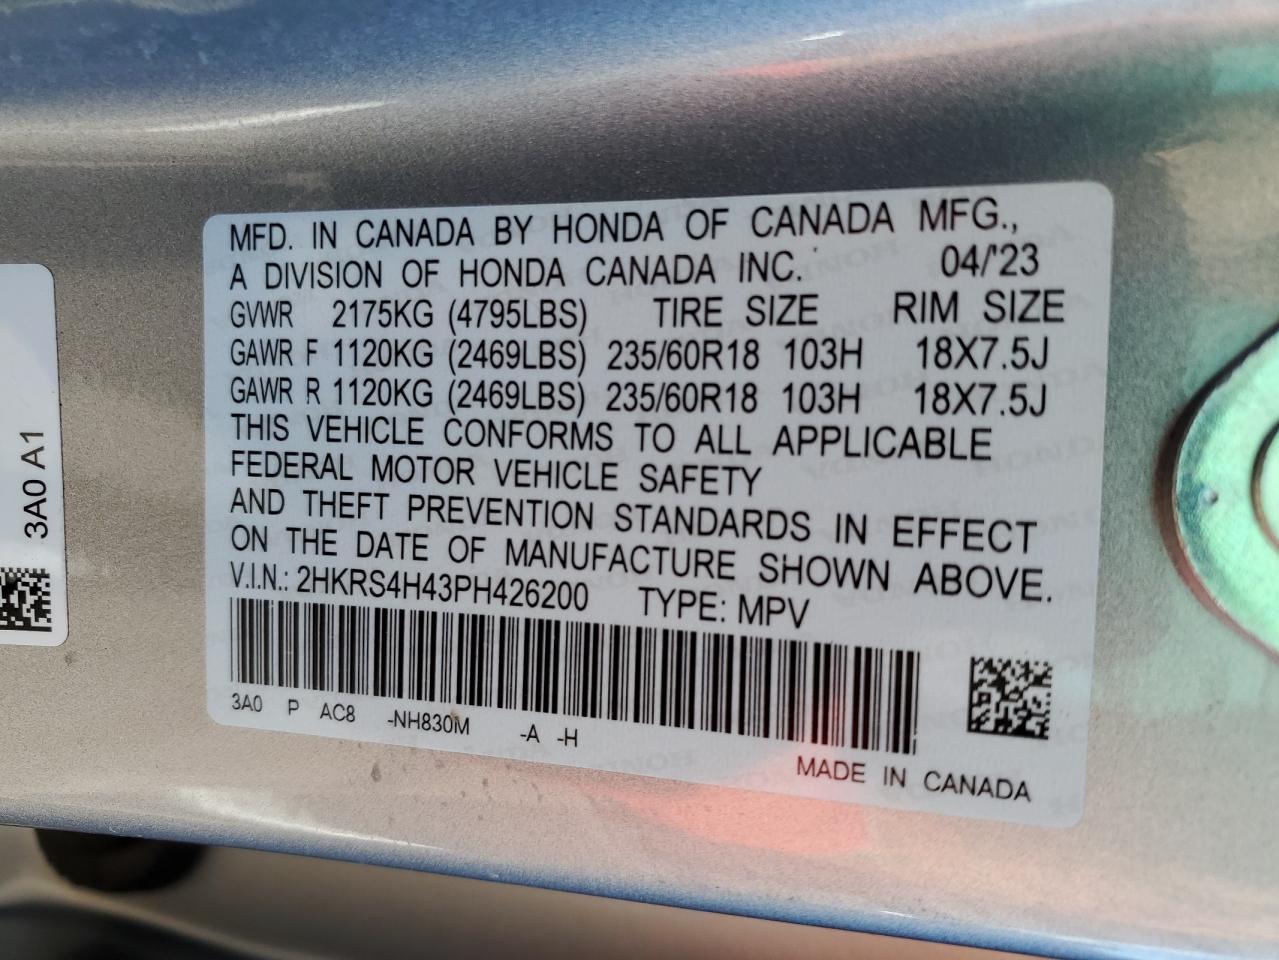 MFD. IN CANADA BY HONDA OF CANADA MFG.,
A DIVISION OF HONDA CANADA INC. 04/'23
GVWR 2175KG (4795LBS) TIRE SIZE RIM SIZE
GAWR F 1120KG (2469LBS) 235/60R18 103H 18X7.5J
GAWR R 1120KG (2469LBS) 235/60R18 103H 18X7.5J
THIS VEHICLE CONFORMS TO ALL APPLICABLE
FEDERAL MOTOR VEHICLE SAFETY
AND THEFT PREVENTION STANDARDS IN EFFECT
ON THE DATE OF MANUFACTURE SHOWN ABOVE.
V.I.N.: 2HKRS4H43PH426200 TYPE: MPV
3A0 P AC8 -NH830M -A -H
MADE IN CANADA
3A0 A1